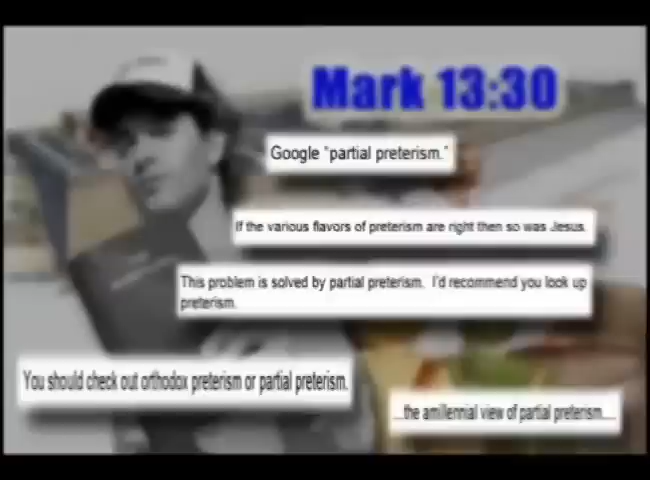 Mark 13:30
Google "partial preterism."
If the various flavors of preterism are right then so was Jesus.
This problem is solved by partial preterism. I'd recommend you look up
preterism.
You should check out orthodox preterism or partial preterism.
...the amillennial view of partial preterism....